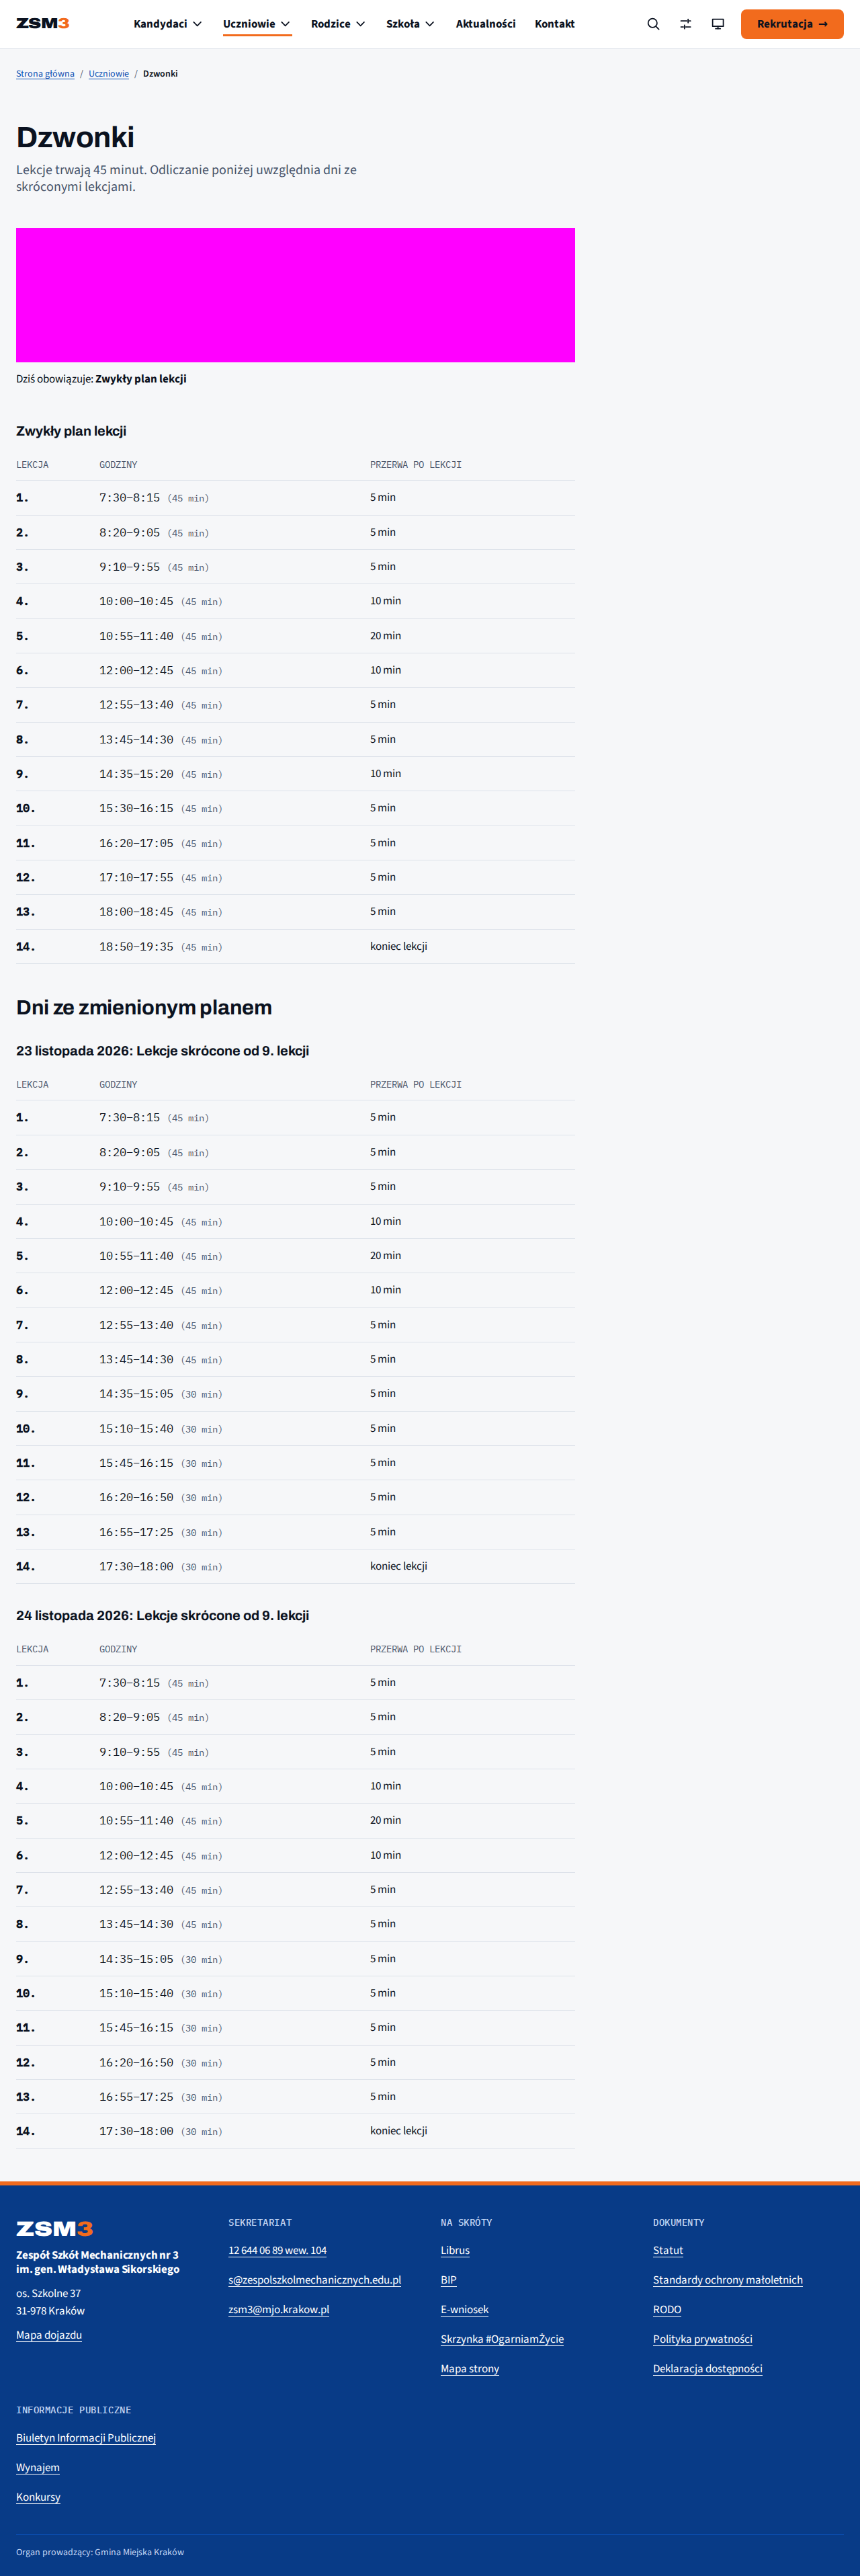 ZSM3 Kandydaci Uczniowie Rodzice Szkoła Aktualności Kontakt Rekrutacja →
Strona główna / Uczniowie / Dzwonki
Dzwonki
Lekcje trwają 45 minut. Odliczanie poniżej uwzględnia dni ze
skróconymi lekcjami.
Dziś obowiązuje: Zwykły plan lekcji
Zwykły plan lekcji
LEKCJA GODZINY PRZERWA PO LEKCJI
1. 7:30–8:15 (45 min) 5 min
2. 8:20–9:05 (45 min) 5 min
3. 9:10–9:55 (45 min) 5 min
4. 10:00–10:45 (45 min) 10 min
5. 10:55–11:40 (45 min) 20 min
6. 12:00–12:45 (45 min) 10 min
7. 12:55–13:40 (45 min) 5 min
8. 13:45–14:30 (45 min) 5 min
9. 14:35–15:20 (45 min) 10 min
10. 15:30–16:15 (45 min) 5 min
11. 16:20–17:05 (45 min) 5 min
12. 17:10–17:55 (45 min) 5 min
13. 18:00–18:45 (45 min) 5 min
14. 18:50–19:35 (45 min) koniec lekcji
Dni ze zmienionym planem
23 listopada 2026: Lekcje skrócone od 9. lekcji
LEKCJA GODZINY PRZERWA PO LEKCJI
1. 7:30–8:15 (45 min) 5 min
2. 8:20–9:05 (45 min) 5 min
3. 9:10–9:55 (45 min) 5 min
4. 10:00–10:45 (45 min) 10 min
5. 10:55–11:40 (45 min) 20 min
6. 12:00–12:45 (45 min) 10 min
7. 12:55–13:40 (45 min) 5 min
8. 13:45–14:30 (45 min) 5 min
9. 14:35–15:05 (30 min) 5 min
10. 15:10–15:40 (30 min) 5 min
11. 15:45–16:15 (30 min) 5 min
12. 16:20–16:50 (30 min) 5 min
13. 16:55–17:25 (30 min) 5 min
14. 17:30–18:00 (30 min) koniec lekcji
24 listopada 2026: Lekcje skrócone od 9. lekcji
LEKCJA GODZINY PRZERWA PO LEKCJI
1. 7:30–8:15 (45 min) 5 min
2. 8:20–9:05 (45 min) 5 min
3. 9:10–9:55 (45 min) 5 min
4. 10:00–10:45 (45 min) 10 min
5. 10:55–11:40 (45 min) 20 min
6. 12:00–12:45 (45 min) 10 min
7. 12:55–13:40 (45 min) 5 min
8. 13:45–14:30 (45 min) 5 min
9. 14:35–15:05 (30 min) 5 min
10. 15:10–15:40 (30 min) 5 min
11. 15:45–16:15 (30 min) 5 min
12. 16:20–16:50 (30 min) 5 min
13. 16:55–17:25 (30 min) 5 min
14. 17:30–18:00 (30 min) koniec lekcji
ZSM3
Zespół Szkół Mechanicznych nr 3
im. gen. Władysława Sikorskiego
os. Szkolne 37
31-978 Kraków
Mapa dojazdu
SEKRETARIAT
12 644 06 89 wew. 104
s@zespolszkolmechanicznych.edu.pl
zsm3@mjo.krakow.pl
NA SKRÓTY
Librus
BIP
E-wniosek
Skrzynka #OgarniamŻycie
Mapa strony
DOKUMENTY
Statut
Standardy ochrony małoletnich
RODO
Polityka prywatności
Deklaracja dostępności
INFORMACJE PUBLICZNE
Biuletyn Informacji Publicznej
Wynajem
Konkursy
Organ prowadzący: Gmina Miejska Kraków